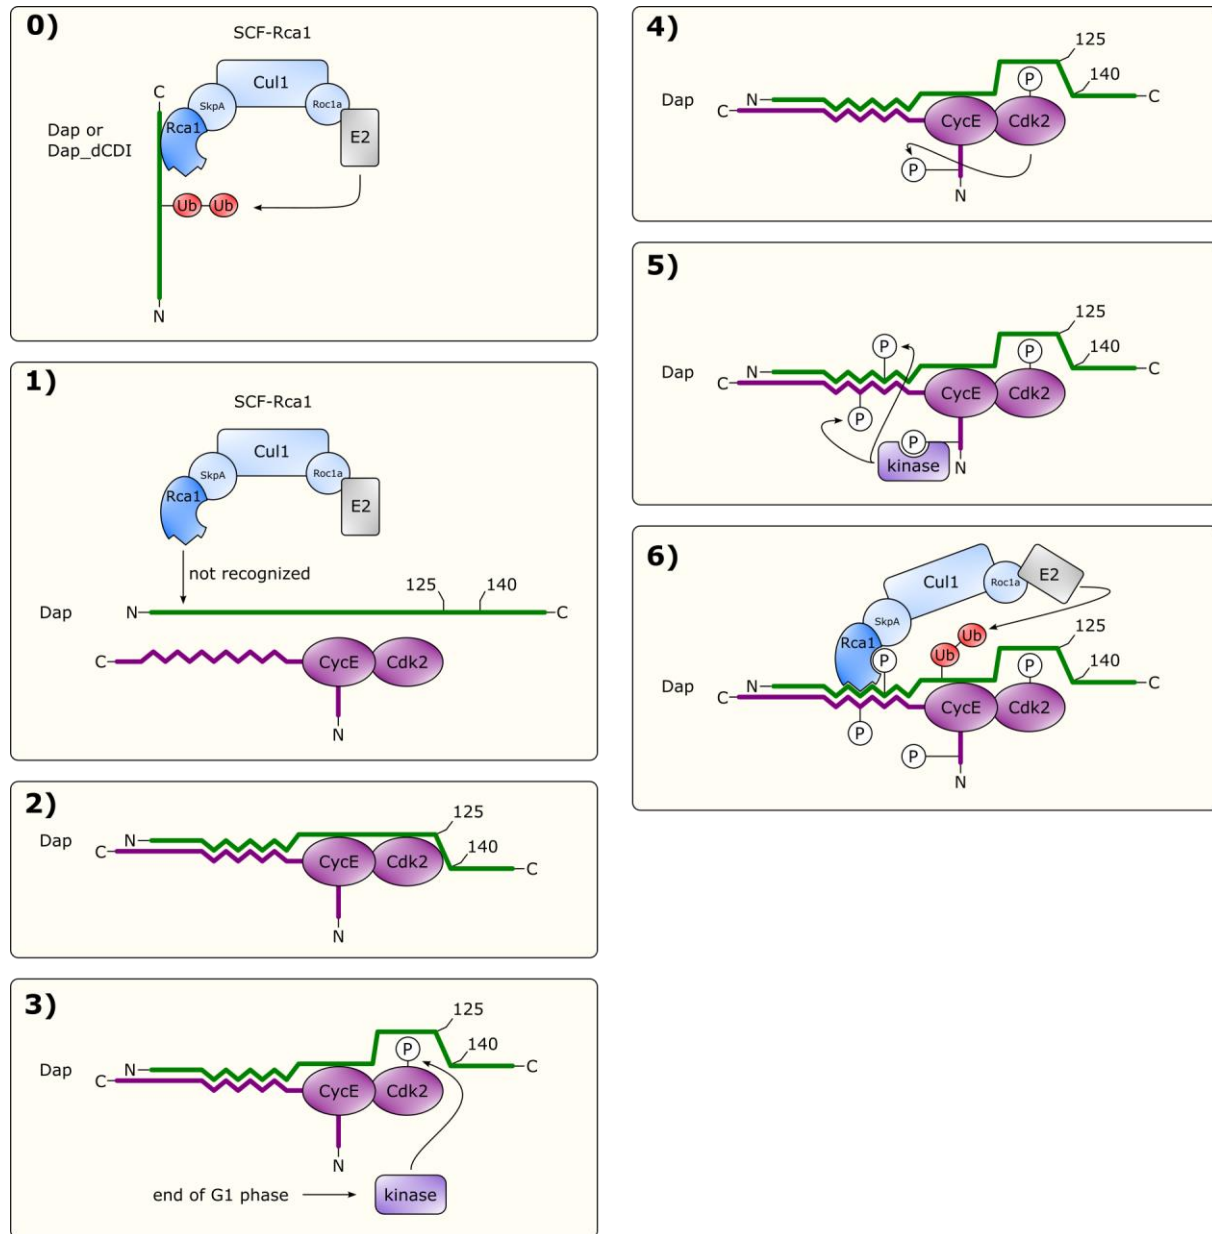 0)
SCF-Rca1
Cul1
SkpA
Roc1a
C
Rca1
E2
Dap or
Dap_dCDI
Ub Ub
N
1)
SCF-Rca1
Cul1
SkpA
Roc1a
Rca1
E2
not recognized
125 140
Dap N C
C CycE Cdk2
N
2)
125
Dap N
140
C CycE Cdk2 C
N
3)
125
P 140
Dap N C
C CycE Cdk2
N
end of G1 phase kinase
4)
125
P 140
Dap N C
C CycE Cdk2
P
N
5)
125
P P 140
Dap N C
C CycE Cdk2
P
P
kinase N
6)
E2
Cul1 Roc1a
SkpA
125
Rca1 Ub
P Ub P 140
Dap N C
C CycE Cdk2
P
P
N